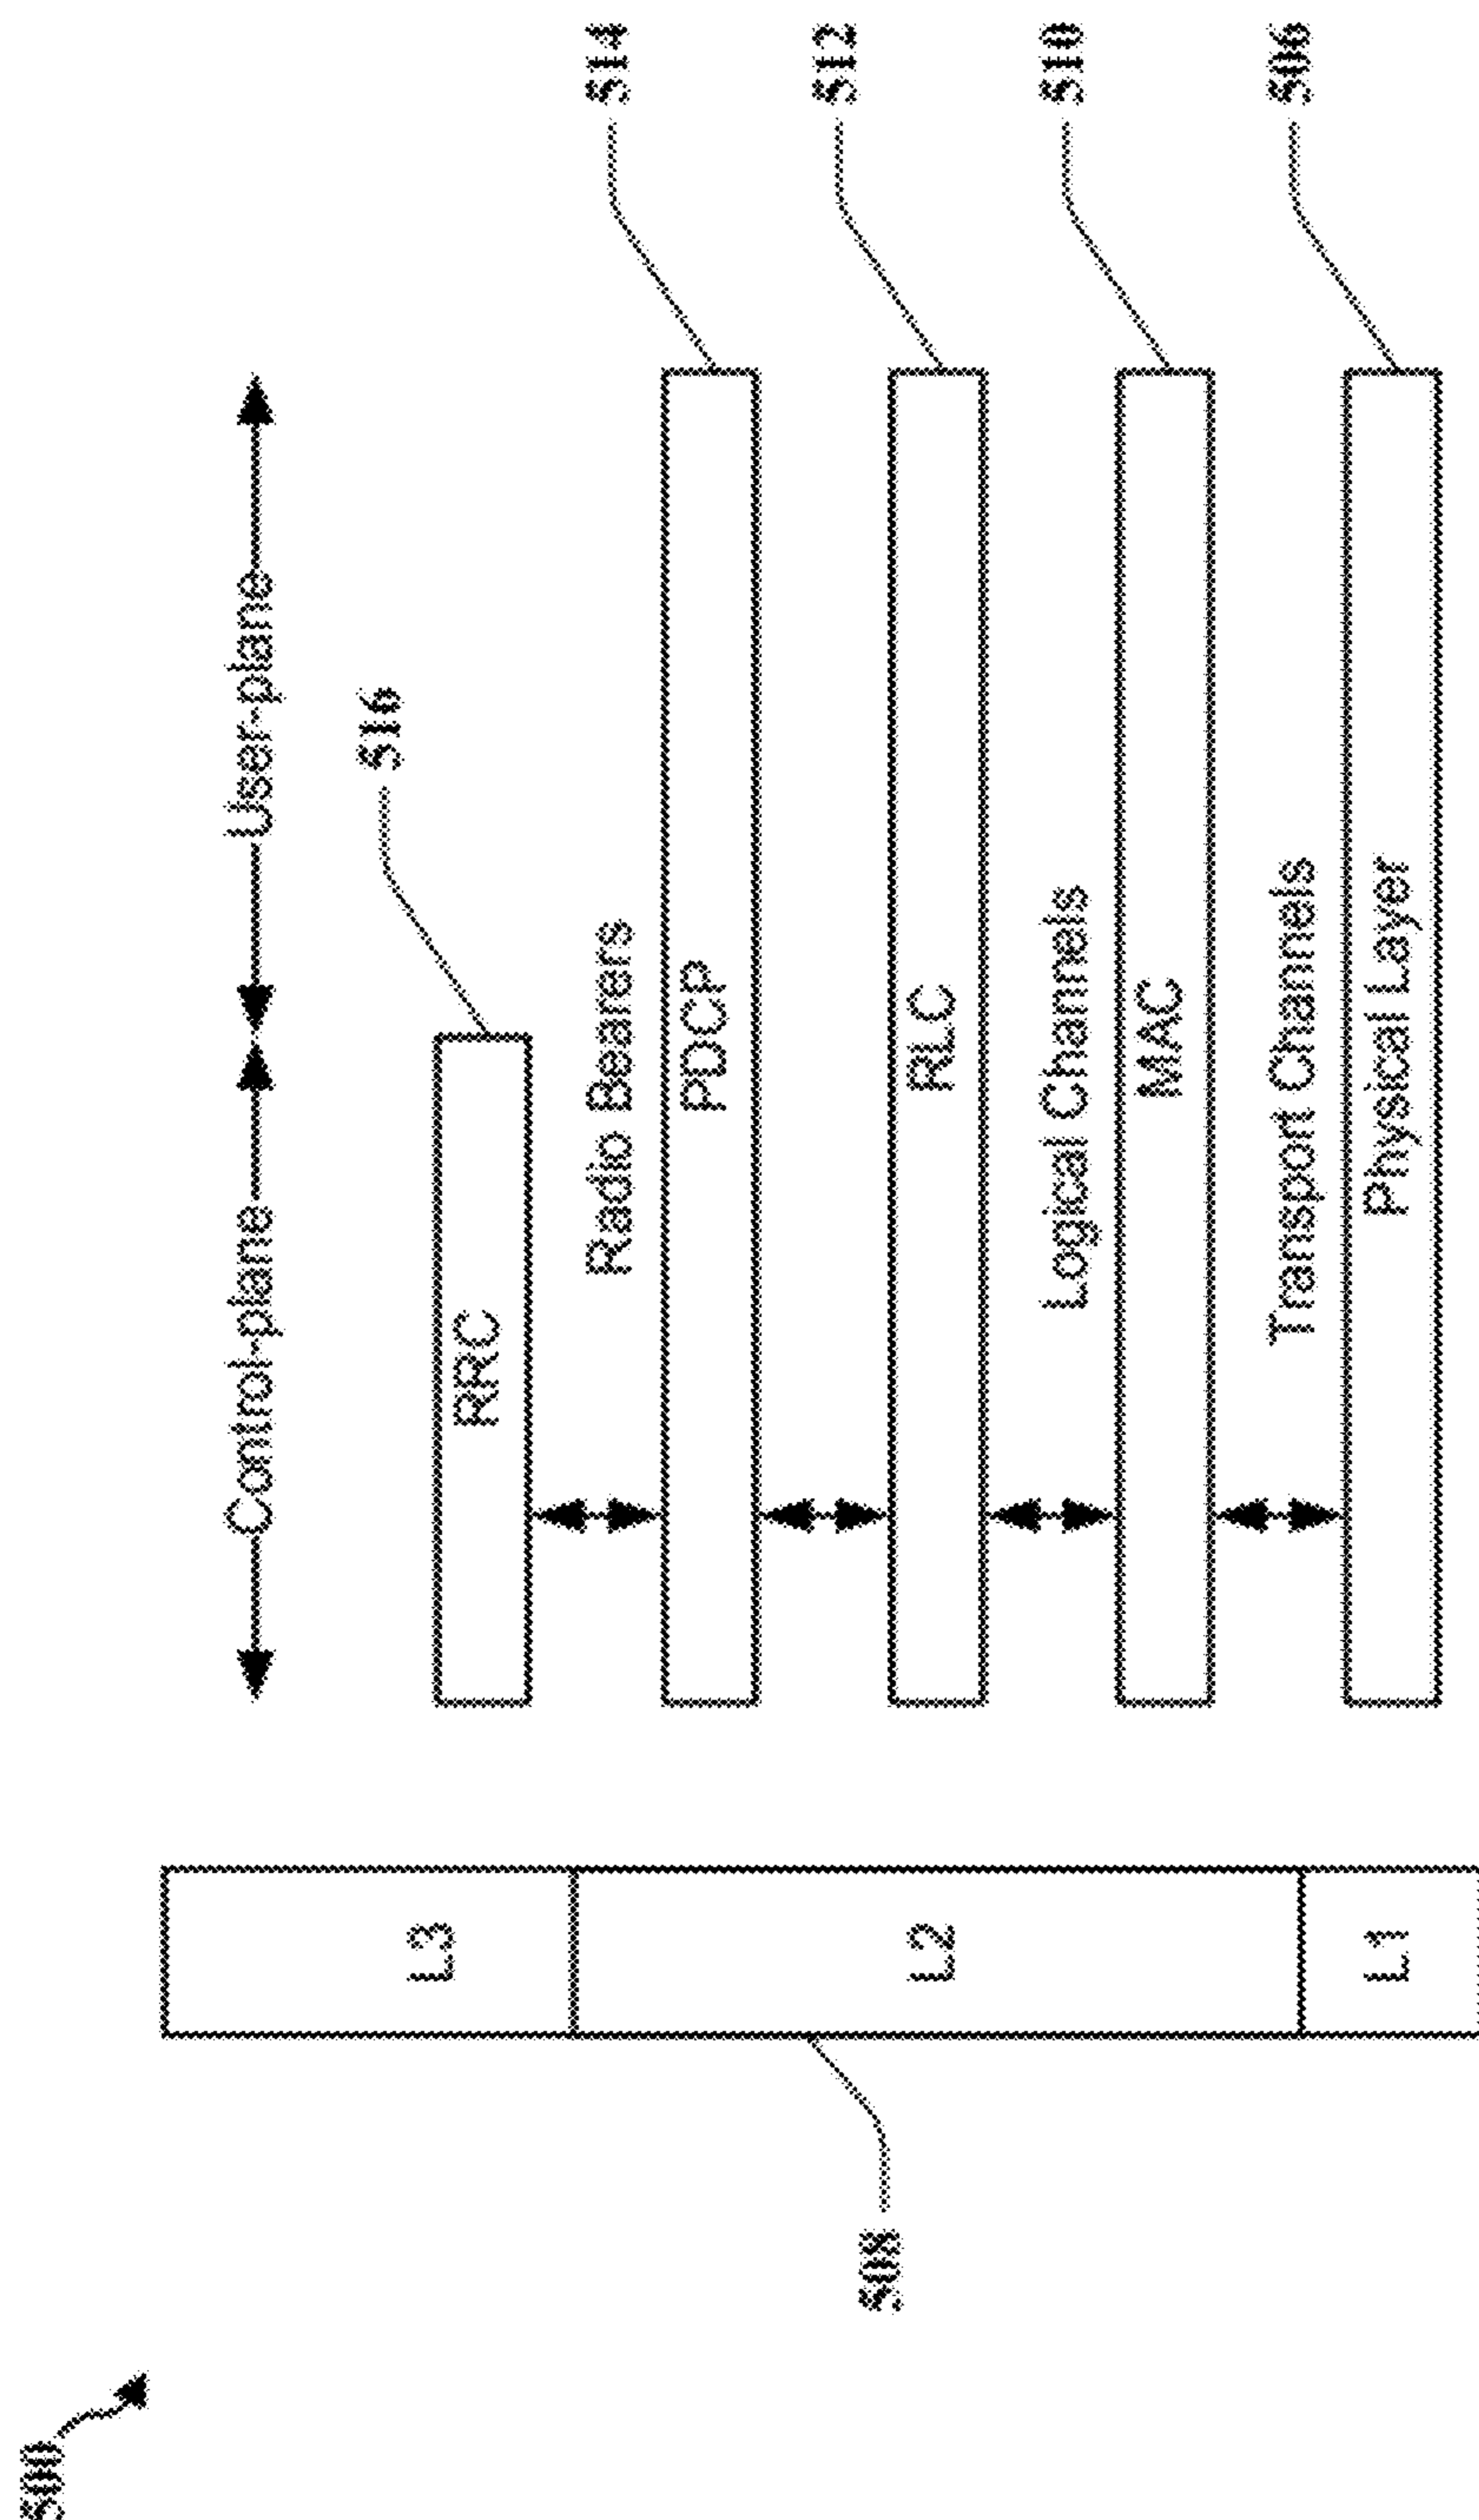 500
Control-plane
User-plane
516
L3
RRC
514
Radio Bearers
PDCP
512
508
L2
RLC
510
Logical Channels
MAC
506
Transport Channels
L1
Physical Layer